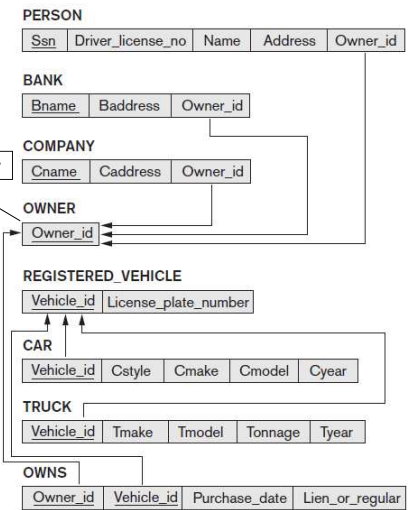 PERSON
Ssn Driver_license_no Name Address Owner_id
BANK
Bname Baddress Owner_id
COMPANY
Cname Caddress Owner_id
OWNER
Owner_id
REGISTERED_VEHICLE
Vehicle_id License_plate_number
CAR
Vehicle_id Cstyle Cmake Cmodel Cyear
TRUCK
Vehicle_id Tmake Tmodel Tonnage Tyear
OWNS
Owner_id Vehicle_id Purchase_date Lien_or_regular